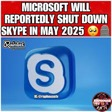 MICROSOFT WILL
REPORTEDLY SHUT DOWN
SKYPE IN MAY 2025
S